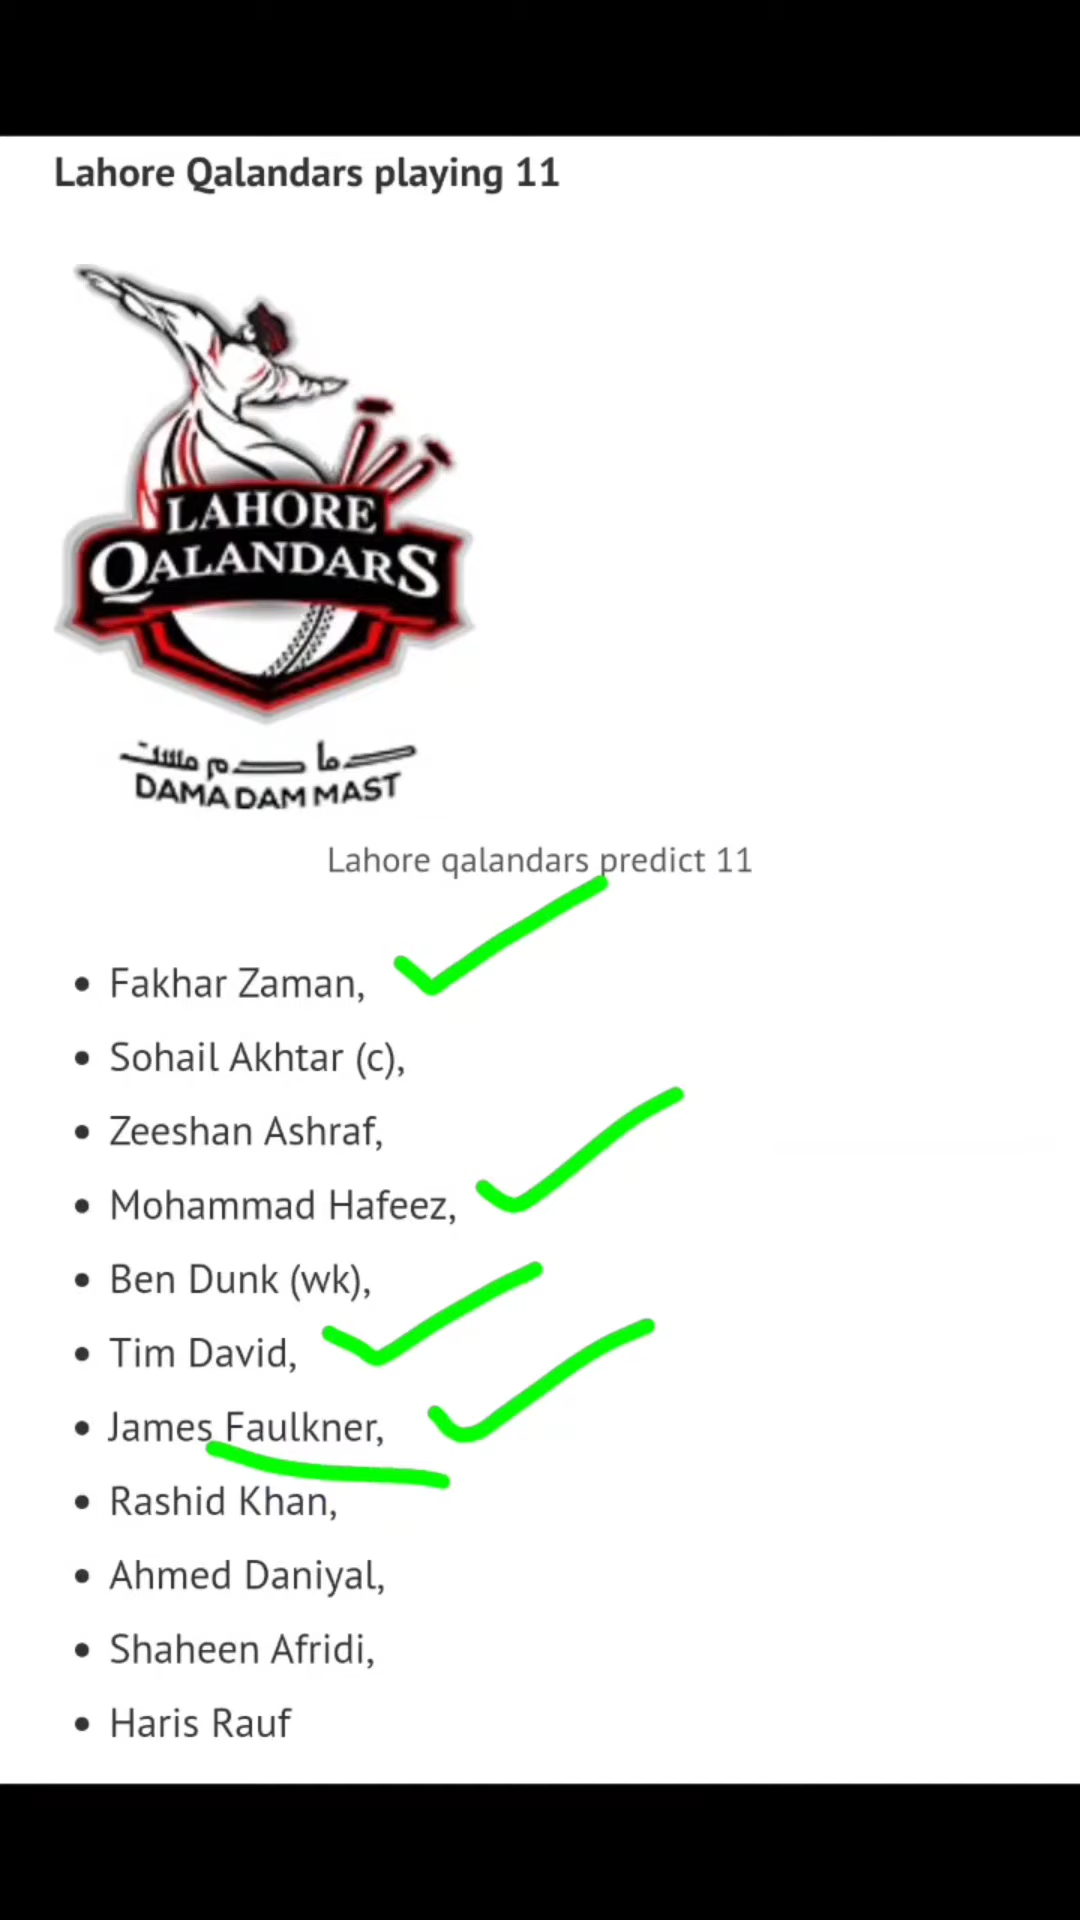 Lahore Qalandars playing 11
LAHORE
QALANDARS
DAMA DAM MAST
Lahore qalandars predict 11
Fakhar Zaman,
Sohail Akhtar (c),
Zeeshan Ashraf,
Mohammad Hafeez,
Ben Dunk (wk),
Tim David,
James Faulkner,
Rashid Khan,
Ahmed Daniyal,
Shaheen Afridi,
Haris Rauf